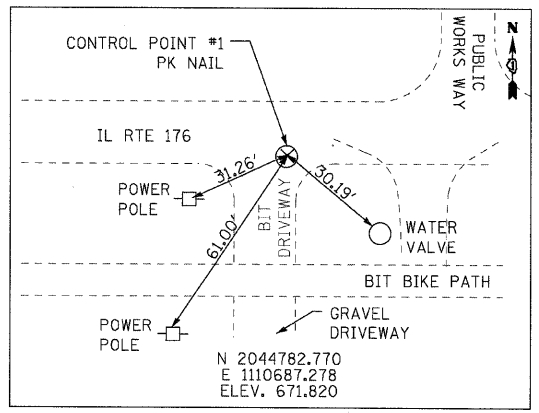 CONTROL POINT #1
PK NAIL
PUBLIC
WORKS WAY
N
IL RTE 176
31.26'
30.19'
POWER
POLE
BIT
DRIVEWAY
61.00'
WATER
VALVE
BIT BIKE PATH
GRAVEL
DRIVEWAY
POWER
POLE
N 2044782.770
E 1110687.278
ELEV. 671.820